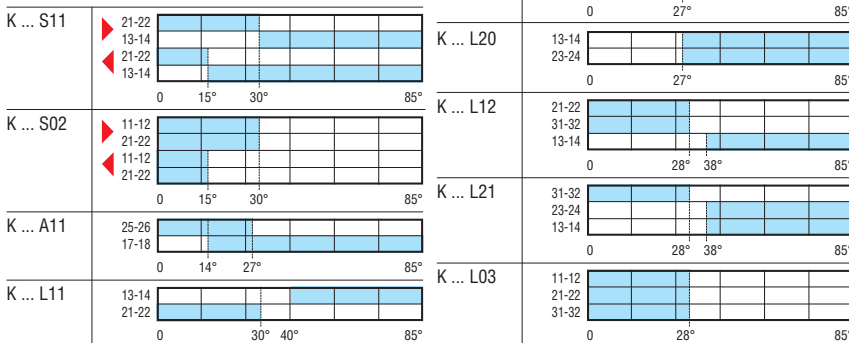 K ... S11
21-22
13-14
21-22
13-14
0 15° 30° 85°
K ... S02
11-12
21-22
11-12
21-22
0 15° 30° 85°
K ... A11
25-26
17-18
0 14° 27° 85°
K ... L11
13-14
21-22
0 30° 40° 85°
0 27° 85°
K ... L20
13-14
23-24
0 27° 85°
K ... L12
21-22
31-32
13-14
0 28° 38° 85°
K ... L21
31-32
23-24
13-14
0 28° 38° 85°
K ... L03
11-12
21-22
31-32
0 28° 85°